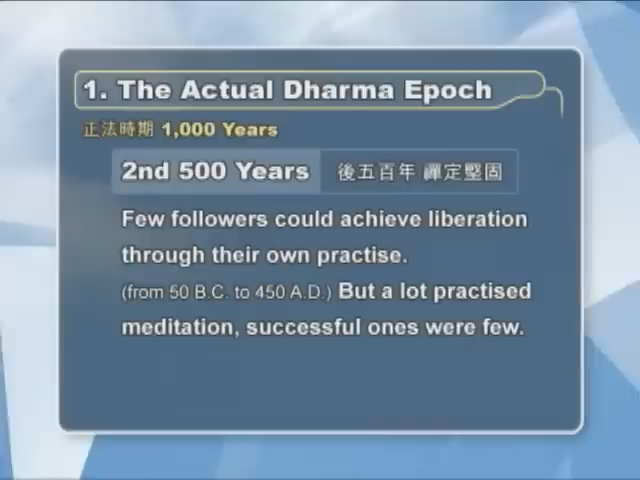 1. The Actual Dharma Epoch
正法時期 1,000 Years
2nd 500 Years 後五百年 禪定堅固
Few followers could achieve liberation
through their own practise.
(from 50 B.C. to 450 A.D.) But a lot practised
meditation, successful ones were few.